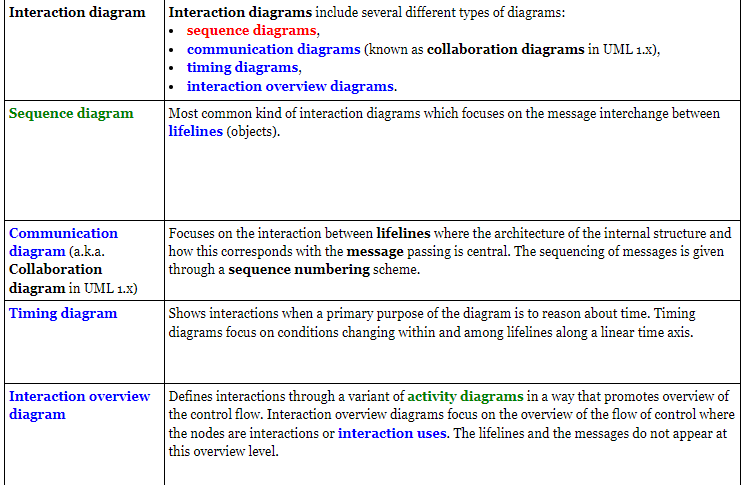 Interaction diagram
Interaction diagrams include several different types of diagrams:
• sequence diagrams,
• communication diagrams (known as collaboration diagrams in UML 1.x),
• timing diagrams,
• interaction overview diagrams.
Sequence diagram
Most common kind of interaction diagrams which focuses on the message interchange between
lifelines (objects).
Communication
diagram (a.k.a.
Collaboration
diagram in UML 1.x)
Focuses on the interaction between lifelines where the architecture of the internal structure and
how this corresponds with the message passing is central. The sequencing of messages is given
through a sequence numbering scheme.
Timing diagram
Shows interactions when a primary purpose of the diagram is to reason about time. Timing
diagrams focus on conditions changing within and among lifelines along a linear time axis.
Interaction overview
diagram
Defines interactions through a variant of activity diagrams in a way that promotes overview of
the control flow. Interaction overview diagrams focus on the overview of the flow of control where
the nodes are interactions or interaction uses. The lifelines and the messages do not appear at
this overview level.